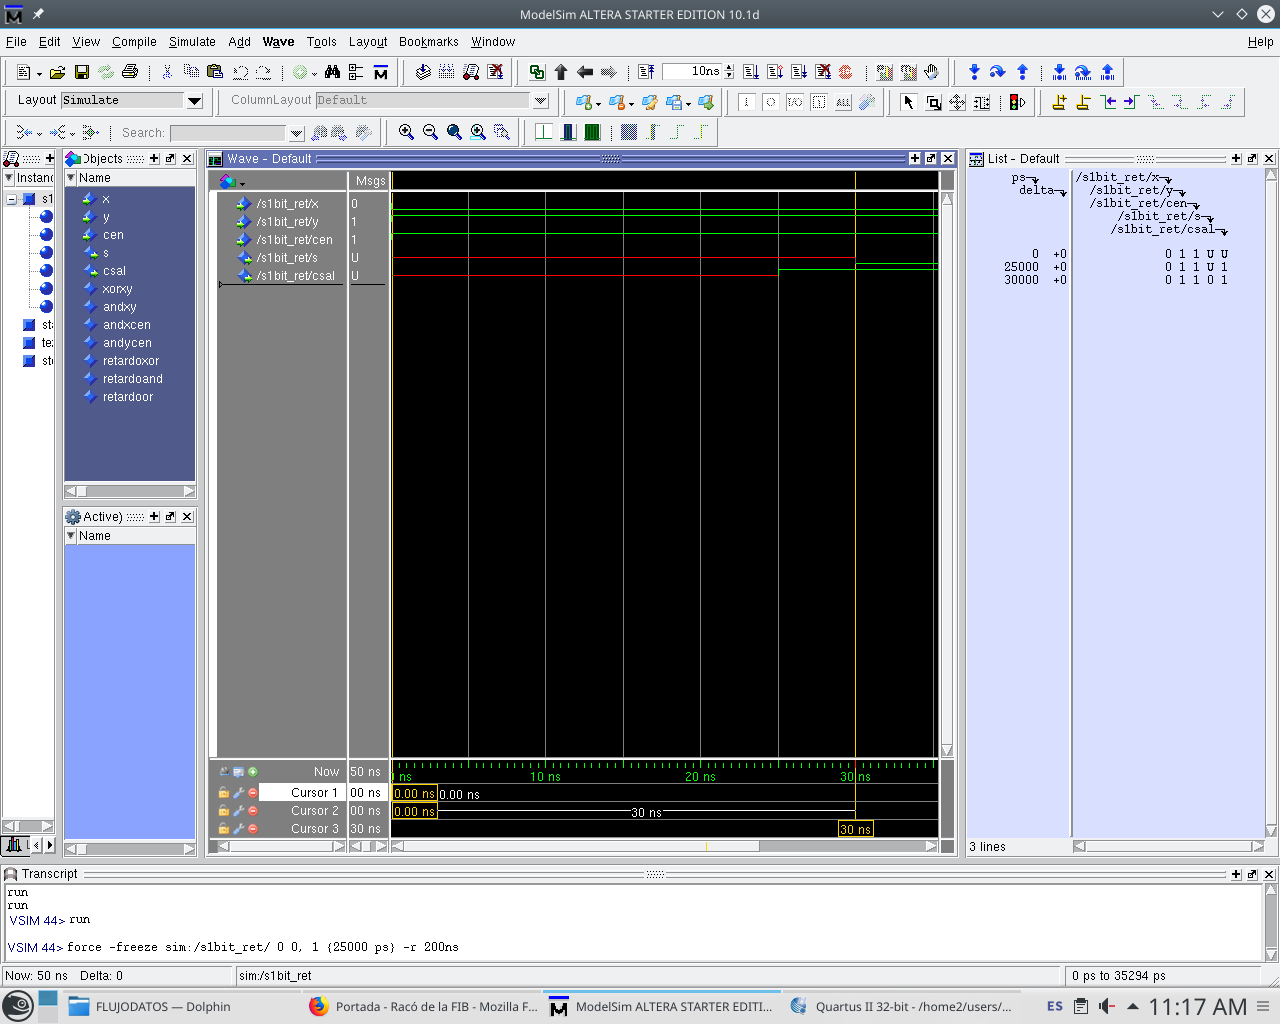 ModelSim ALTERA STARTER EDITION 10.1d
File Edit View Compile Simulate Add Wave Tools Layout Bookmarks Window Help
10 ns
Layout Simulate ColumnLayout Default
Search:
Objects
Wave - Default
List - Default
Instanc
Name
Msgs
s1
x
y
cen
s
csal
xorxy
andxy
andxcen
andycen
retardoxor
retardoand
retardoor
sta
te:
st
/s1bit_ret/x 0
/s1bit_ret/y 1
/s1bit_ret/cen 1
/s1bit_ret/s U
/s1bit_ret/csal U
ps
delta
/s1bit_ret/x
/s1bit_ret/y
/s1bit_ret/cen
/s1bit_ret/s
/s1bit_ret/csal
0 +0 0 1 1 U U
25000 +0 0 1 1 U 1
30000 +0 0 1 1 0 1
Active)
Name
Now 50 ns ns 10 ns 20 ns 30 ns
Cursor 1 00 ns 0.00 ns 0.00 ns
Cursor 2 00 ns 0.00 ns 30 ns
Cursor 3 30 ns 30 ns
3 lines
Transcript
run
run
VSIM 44> run
VSIM 44> force -freeze sim:/s1bit_ret/ 0 0, 1 {25000 ps} -r 200ns
Now: 50 ns Delta: 0 sim:/s1bit_ret 0 ps to 35294 ps
FLUJODATOS — Dolphin
Portada - Racó de la FIB - Mozilla F...
ModelSim ALTERA STARTER EDITI...
Quartus II 32-bit - /home2/users/...
ES 11:17 AM